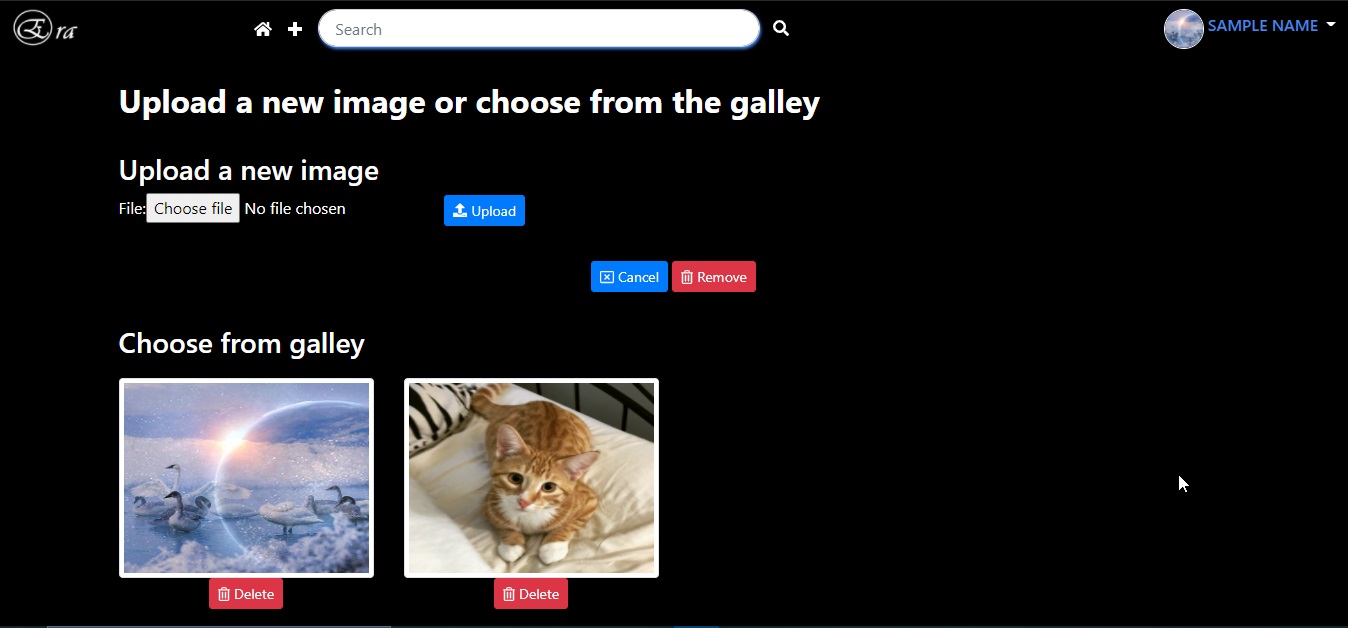 Era
Search
SAMPLE NAME
Upload a new image or choose from the galley
Upload a new image
File: Choose file No file chosen
Upload
Cancel Remove
Choose from galley
Delete Delete